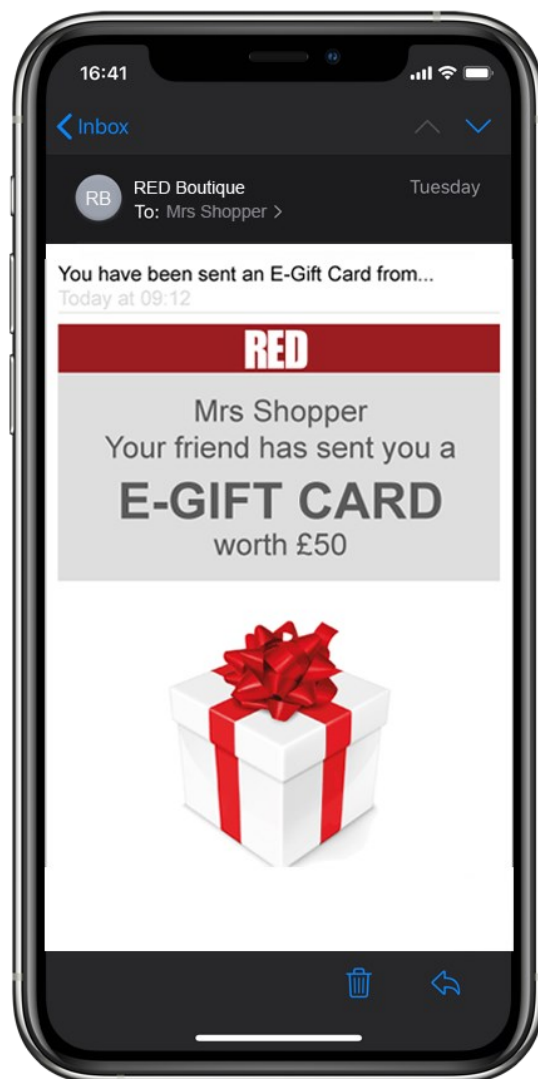 16:41
Inbox
RB
RED Boutique
Tuesday
To: Mrs Shopper >
You have been sent an E-Gift Card from...
Today at 09:12
RED
Mrs Shopper
Your friend has sent you a
E-GIFT CARD
worth £50